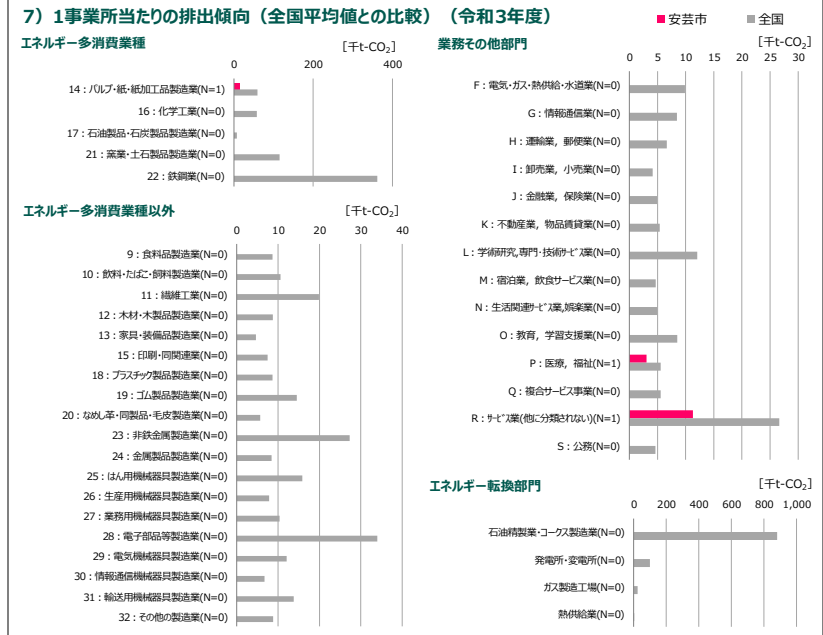 7）1事業所当たりの排出傾向（全国平均値との比較）（令和3年度）
安芸市
全国
エネルギー多消費業種
［千t-CO2］
0 200 400
14：パルプ・紙・紙加工品製造業(N=1)
16：化学工業(N=0)
17：石油製品・石炭製品製造業(N=0)
21：窯業・土石製品製造業(N=0)
22：鉄鋼業(N=0)
エネルギー多消費業種以外
［千t-CO2］
0 10 20 30 40
9：食料品製造業(N=0)
10：飲料・たばこ・飼料製造業(N=0)
11：繊維工業(N=0)
12：木材・木製品製造業(N=0)
13：家具・装備品製造業(N=0)
15：印刷・同関連業(N=0)
18：プラスチック製品製造業(N=0)
19：ゴム製品製造業(N=0)
20：なめし革・同製品・毛皮製造業(N=0)
23：非鉄金属製造業(N=0)
24：金属製品製造業(N=0)
25：はん用機械器具製造業(N=0)
26：生産用機械器具製造業(N=0)
27：業務用機械器具製造業(N=0)
28：電子部品等製造業(N=0)
29：電気機械器具製造業(N=0)
30：情報通信機械器具製造業(N=0)
31：輸送用機械器具製造業(N=0)
32：その他の製造業(N=0)
業務その他部門
［千t-CO2］
0 5 10 15 20 25 30
F：電気・ガス・熱供給・水道業(N=0)
G：情報通信業(N=0)
H：運輸業，郵便業(N=0)
I：卸売業，小売業(N=0)
J：金融業，保険業(N=0)
K：不動産業，物品賃貸業(N=0)
L：学術研究,専門・技術ｻｰﾋﾞｽ業(N=0)
M：宿泊業，飲食サービス業(N=0)
N：生活関連ｻｰﾋﾞｽ業,娯楽業(N=0)
O：教育，学習支援業(N=0)
P：医療，福祉(N=1)
Q：複合サービス事業(N=0)
R：ｻｰﾋﾞｽ業(他に分類されない)(N=1)
S：公務(N=0)
エネルギー転換部門
［千t-CO2］
0 200 400 600 800 1,000
石油精製業・コークス製造業(N=0)
発電所・変電所(N=0)
ガス製造工場(N=0)
熱供給業(N=0)